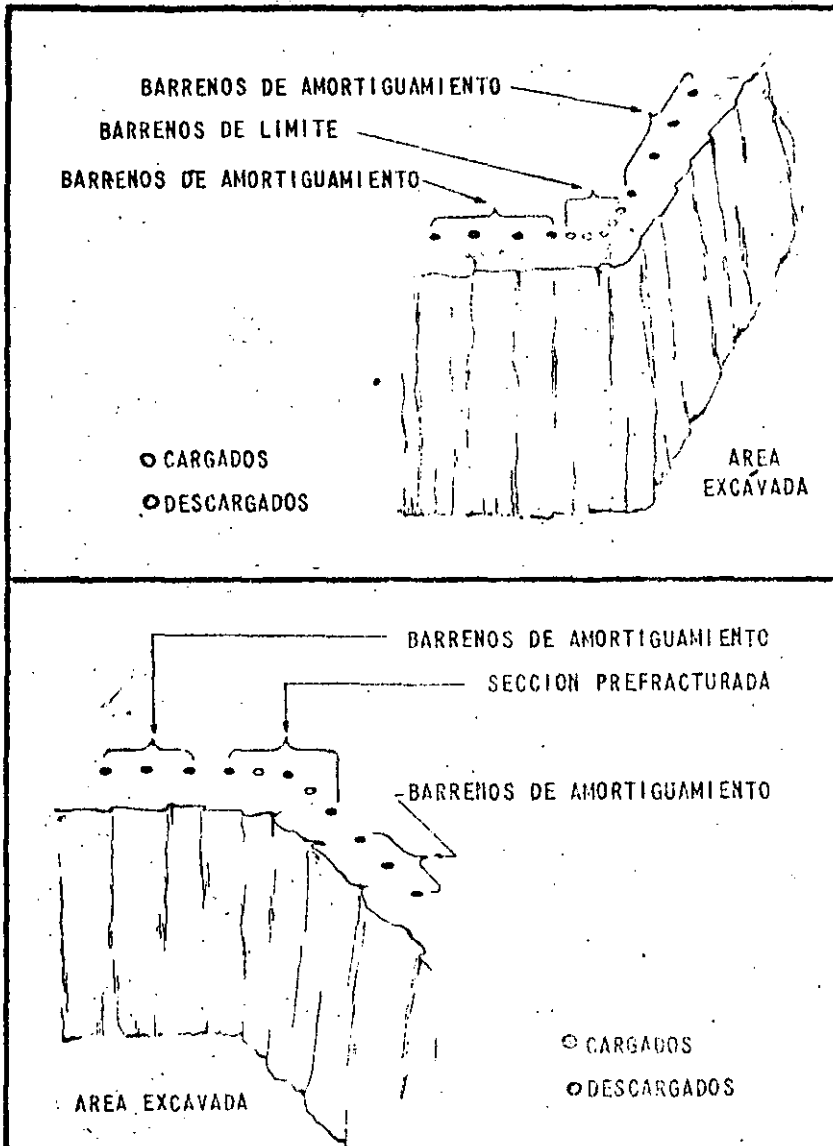 BARRENOS DE AMORTIGUAMIENTO
BARRENOS DE LIMITE
BARRENOS DE AMORTIGUAMIENTO
CARGADOS
DESCARGADOS
AREA
EXCAVADA
BARRENOS DE AMORTIGUAMIENTO
SECCION PREFRACTURADA
BARRENOS DE AMORTIGUAMIENTO
CARGADOS
DESCARGADOS
AREA EXCAVADA